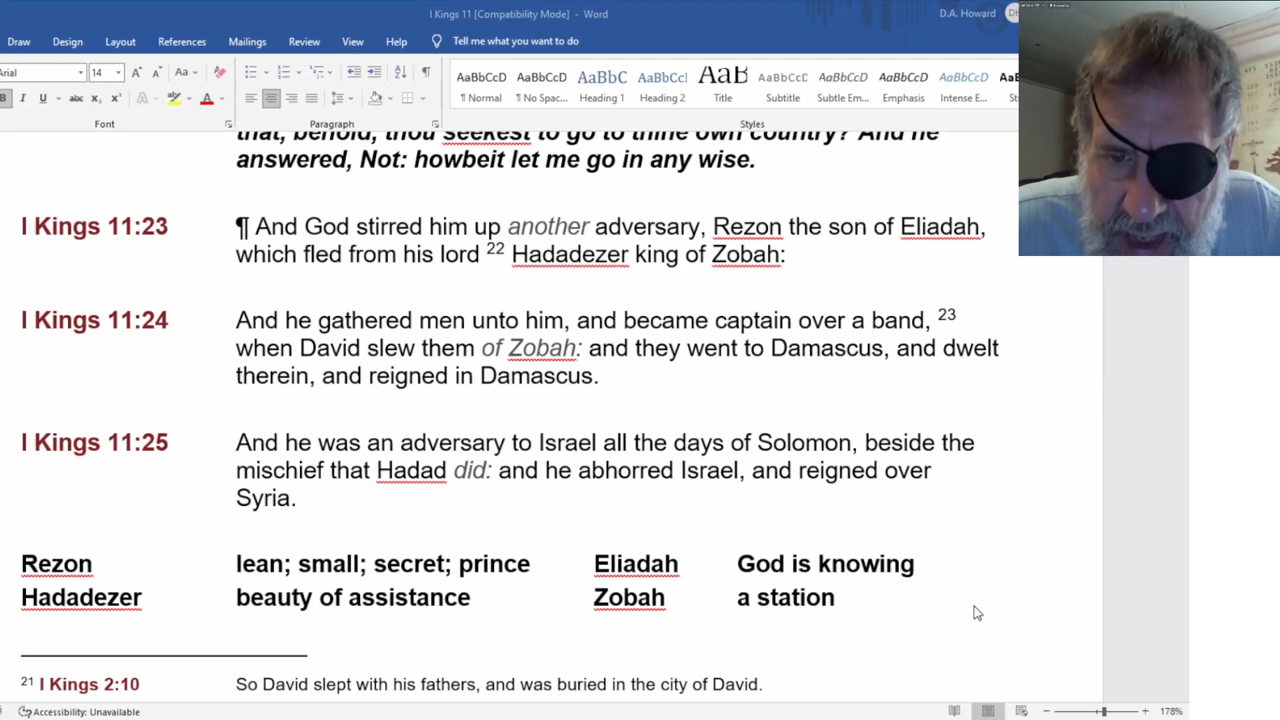 I Kings 11 [Compatibility Mode] - Word
D.A. Howard
DH
Draw Design Layout References Mailings Review View Help Tell me what you want to do
Arial 14 Aa
AaBbCcD AaBbCcD AaBbC AaBbCcI AaB AaBbCcD AaBbCcD AaBbCcD AaBbCcD
B I U abc x₂ x² A A
¶ Normal ¶ No Spac... Heading 1 Heading 2 Title Subtitle Subtle Em... Emphasis Intense E...
Font Paragraph Styles
that, behold, thou seekest to go to thine own country? And he
answered, Not: howbeit let me go in any wise.
I Kings 11:23 ¶ And God stirred him up another adversary, Rezon the son of Eliadah,
which fled from his lord 22 Hadadezer king of Zobah:
I Kings 11:24 And he gathered men unto him, and became captain over a band, 23
when David slew them of Zobah: and they went to Damascus, and dwelt
therein, and reigned in Damascus.
I Kings 11:25 And he was an adversary to Israel all the days of Solomon, beside the
mischief that Hadad did: and he abhorred Israel, and reigned over
Syria.
Rezon lean; small; secret; prince Eliadah God is knowing
Hadadezer beauty of assistance Zobah a station
21 I Kings 2:10 So David slept with his fathers, and was buried in the city of David.
Accessibility: Unavailable
178%